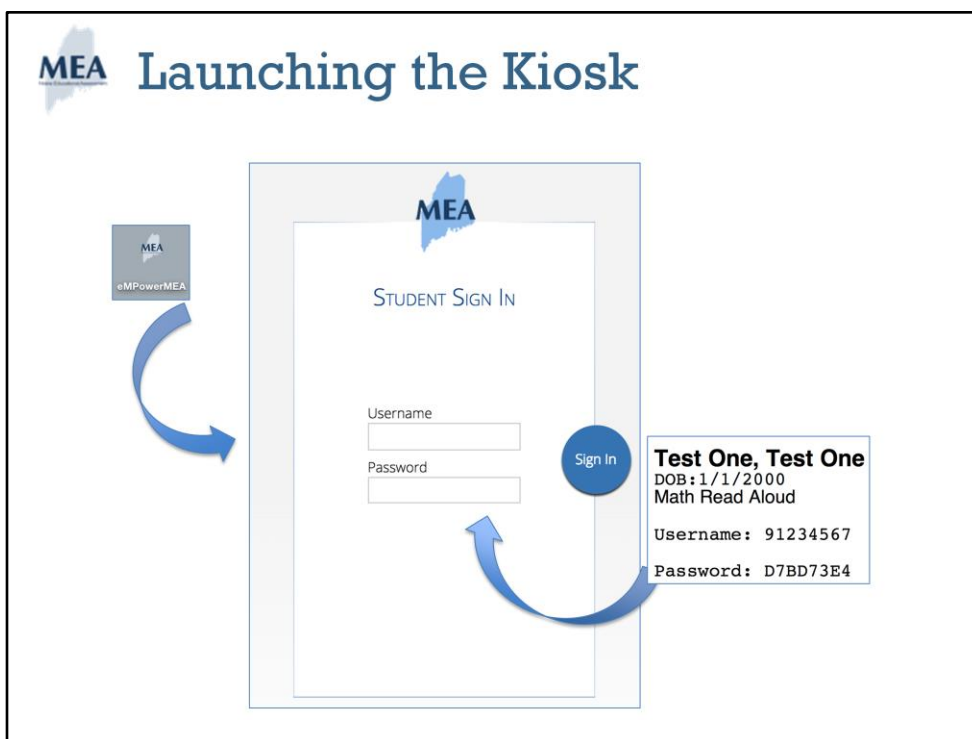 MEA
Launching the Kiosk
MEA
MEA
eMPowerMEA
Student Sign In
Username
Password
Sign In
Test One, Test One
DOB:1/1/2000
Math Read Aloud
Username: 91234567
Password: D7BD73E4